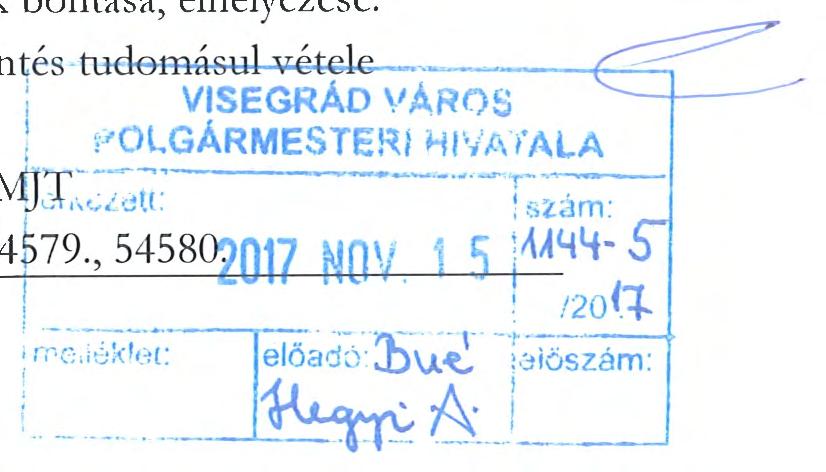 bontása, elhelyezése.
ntés tudomásul vétele
VISEGRÁD VÁROS
POLGÁRMESTERI HIVATALA
MJT
érkezett:
szám:
4579., 54580.
2017 NOV. 15
1144-5
/2017
melléklet:
előadó: Bué
előszám:
Hegyi A.